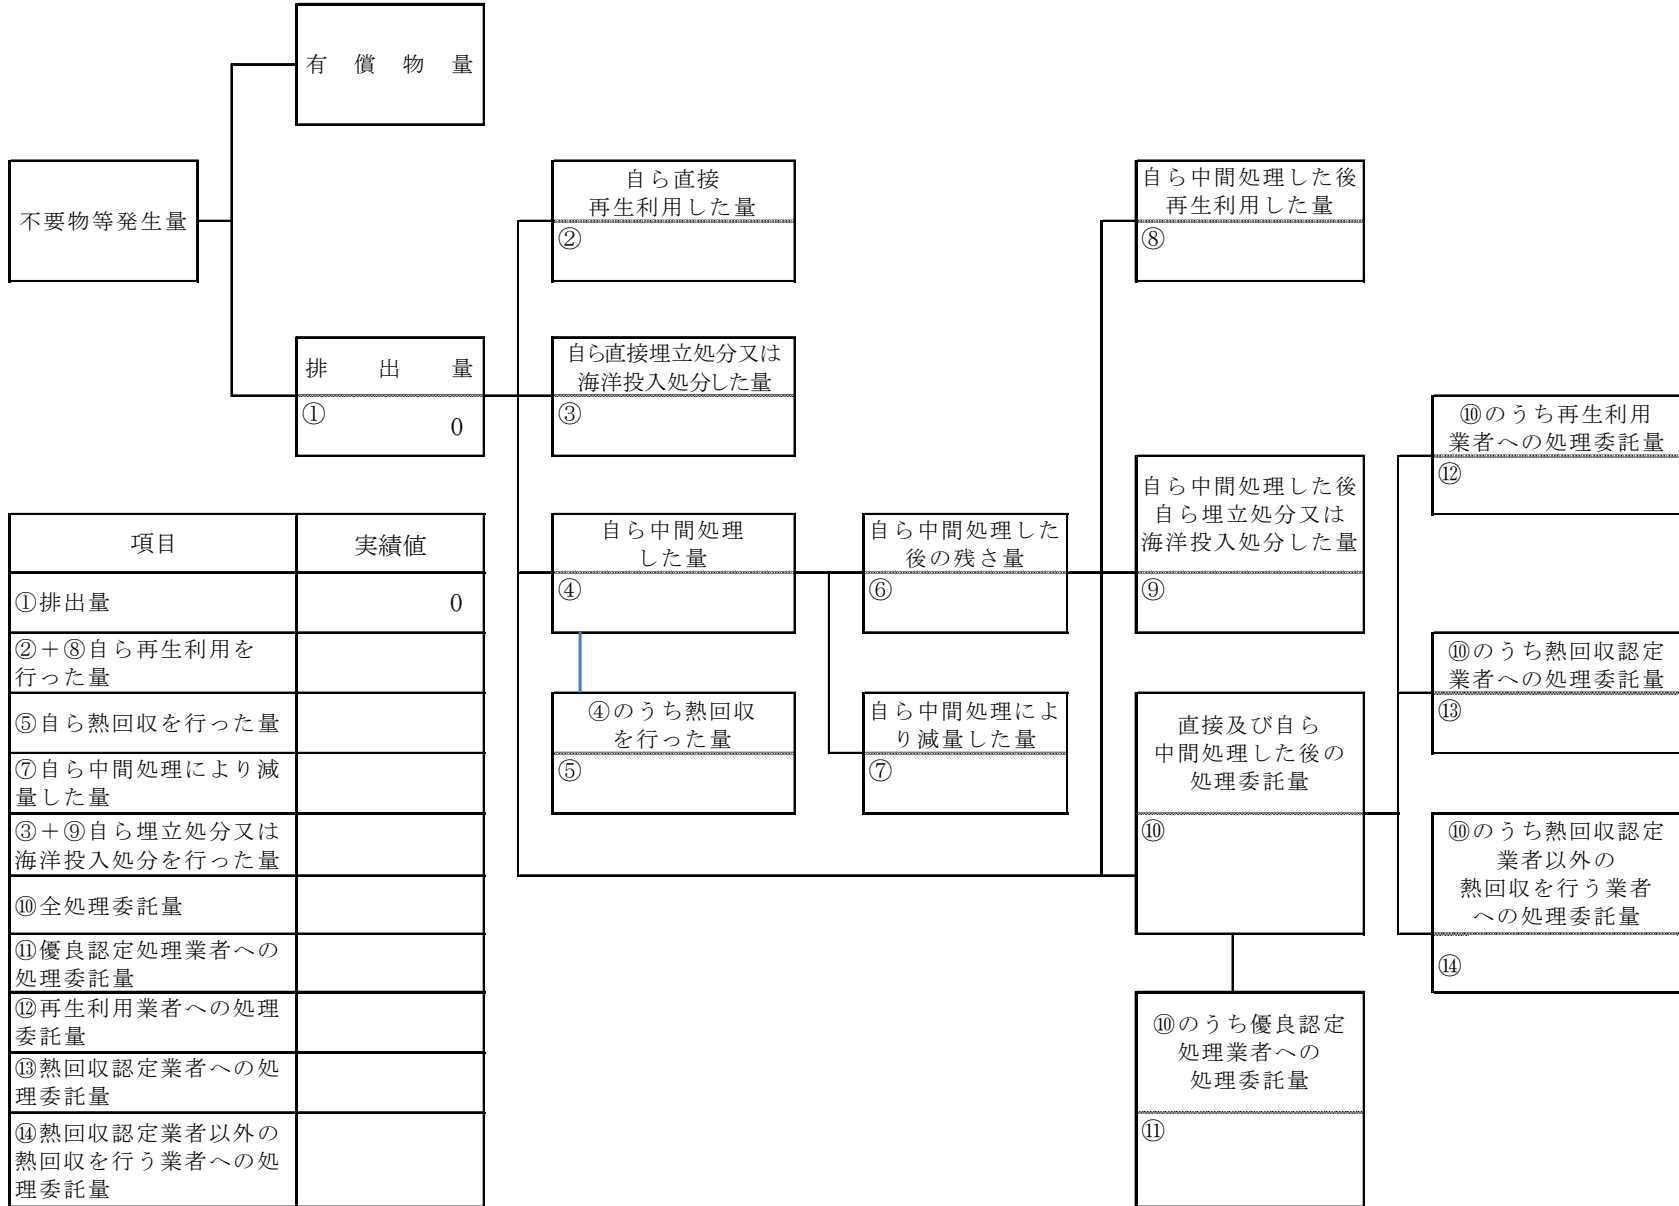 有償物量
不要物等発生量
自ら直接
再生利用した量
②
自ら中間処理した後
再生利用した量
⑧
排出量
①
0
自ら直接埋立処分又は
海洋投入処分した量
③
⑩のうち再生利用
業者への処理委託量
⑫
自ら中間処理した後
自ら埋立処分又は
海洋投入処分した量
⑨
自ら中間処理
した量
④
自ら中間処理した
後の残さ量
⑥
⑩のうち熱回収認定
業者への処理委託量
⑬
④のうち熱回収
を行った量
⑤
自ら中間処理によ
り減量した量
⑦
直接及び自ら
中間処理した後の
処理委託量
⑩
⑩のうち熱回収認定
業者以外の
熱回収を行う業者
への処理委託量
⑭
⑩のうち優良認定
処理業者への
処理委託量
⑪
項目 実績値
①排出量 0
②＋⑧自ら再生利用を
行った量
⑤自ら熱回収を行った量
⑦自ら中間処理により減
量した量
③＋⑨自ら埋立処分又は
海洋投入処分を行った量
⑩全処理委託量
⑪優良認定処理業者への
処理委託量
⑫再生利用業者への処理
委託量
⑬熱回収認定業者への処
理委託量
⑭熱回収認定業者以外の
熱回収を行う業者への処
理委託量